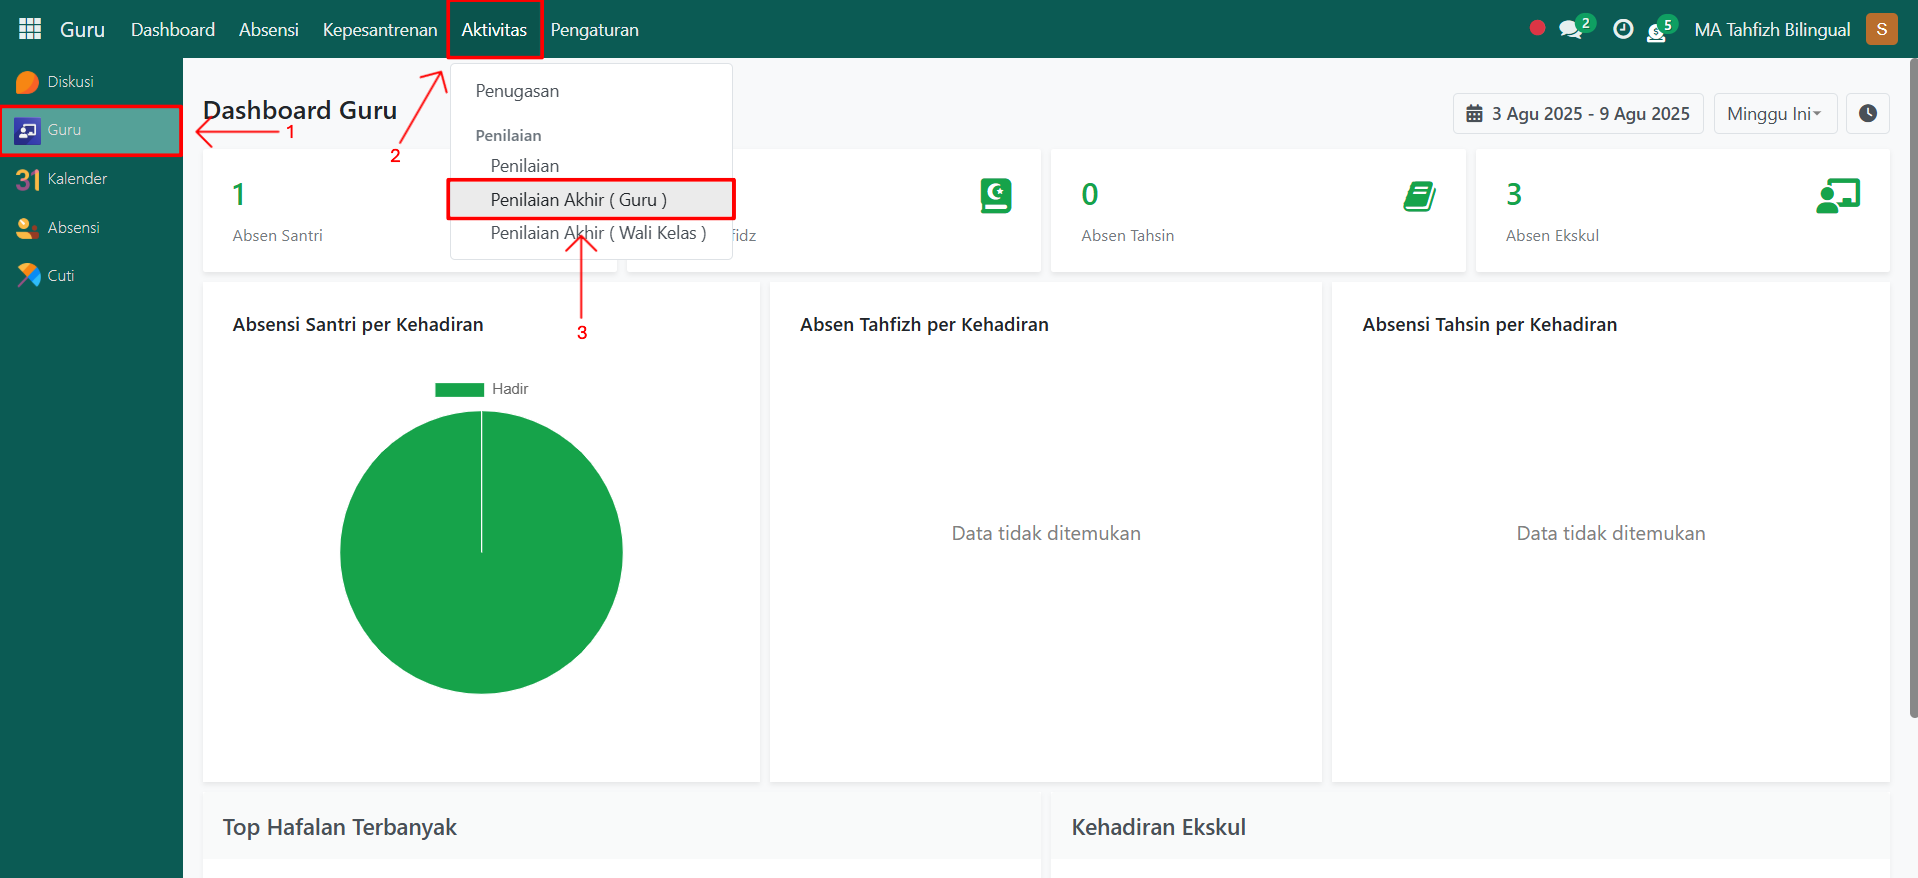 Guru Dashboard Absensi Kepesantrenan Aktivitas Pengaturan 2 5 MA Tahfizh Bilingual S
Diskusi
Guru
31 Kalender
Absensi
Cuti
1
2
3
Penugasan
Penilaian
Penilaian
Penilaian Akhir ( Guru )
Penilaian Akhir ( Wali Kelas )
Dashboard Guru
3 Agu 2025 - 9 Agu 2025 Minggu Ini
1
Absen Santri
fidz
0
Absen Tahsin
3
Absen Ekskul
Absensi Santri per Kehadiran
Hadir
Absen Tahfizh per Kehadiran
Data tidak ditemukan
Absensi Tahsin per Kehadiran
Data tidak ditemukan
Top Hafalan Terbanyak
Kehadiran Ekskul